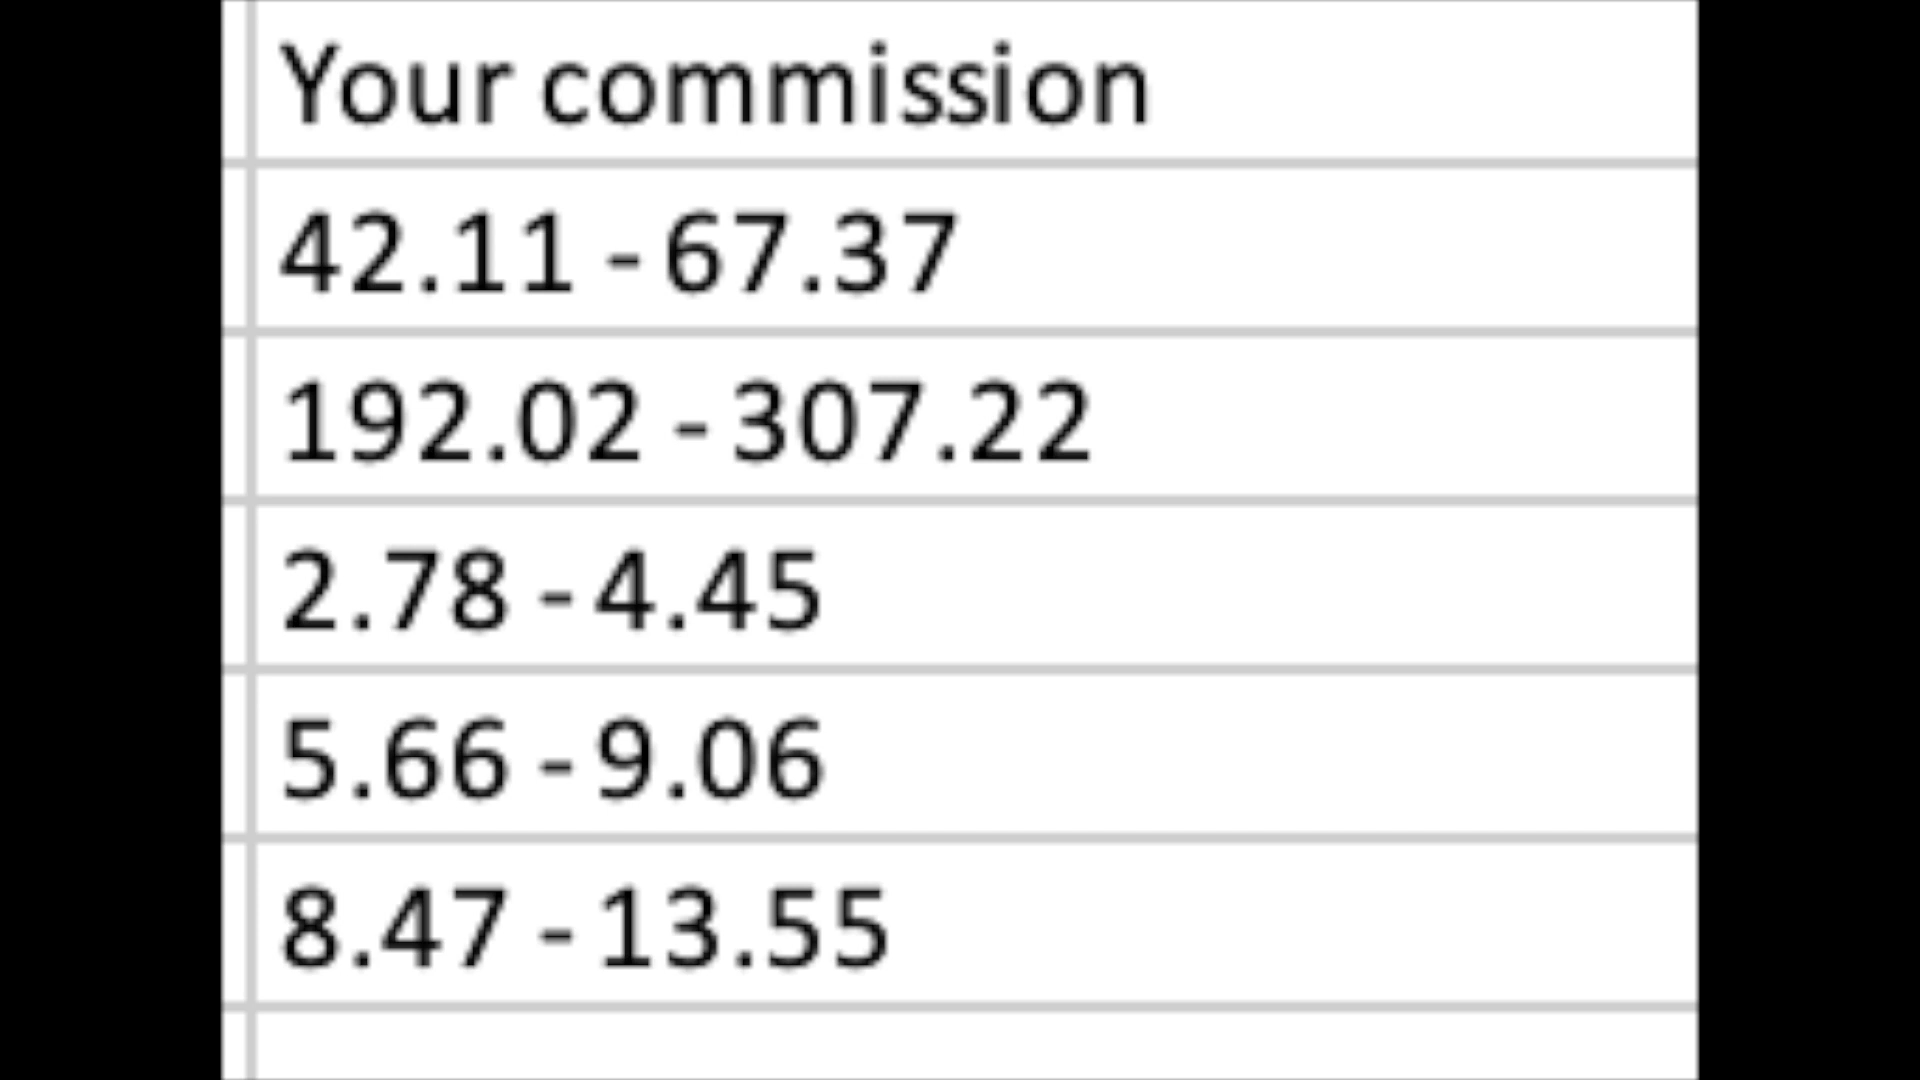 Your commission
42.11 - 67.37
192.02 - 307.22
2.78 - 4.45
5.66 - 9.06
8.47 - 13.55